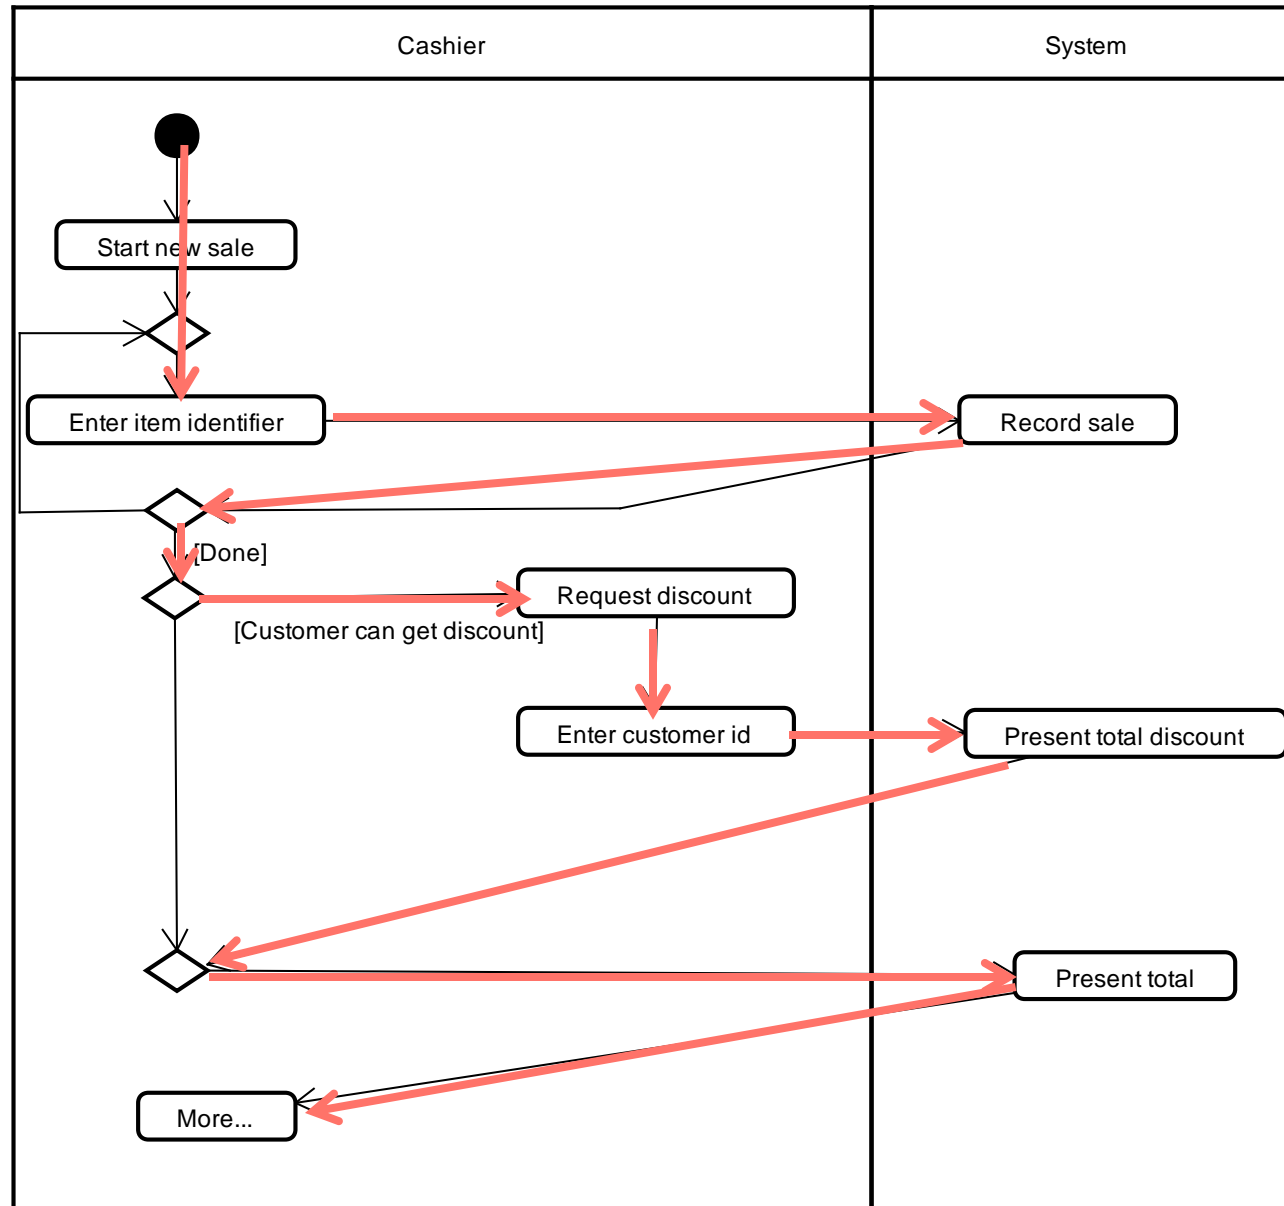 Cashier
System
Start new sale
Enter item identifier
Record sale
[Done]
Request discount
[Customer can get discount]
Enter customer id
Present total discount
Present total
More...